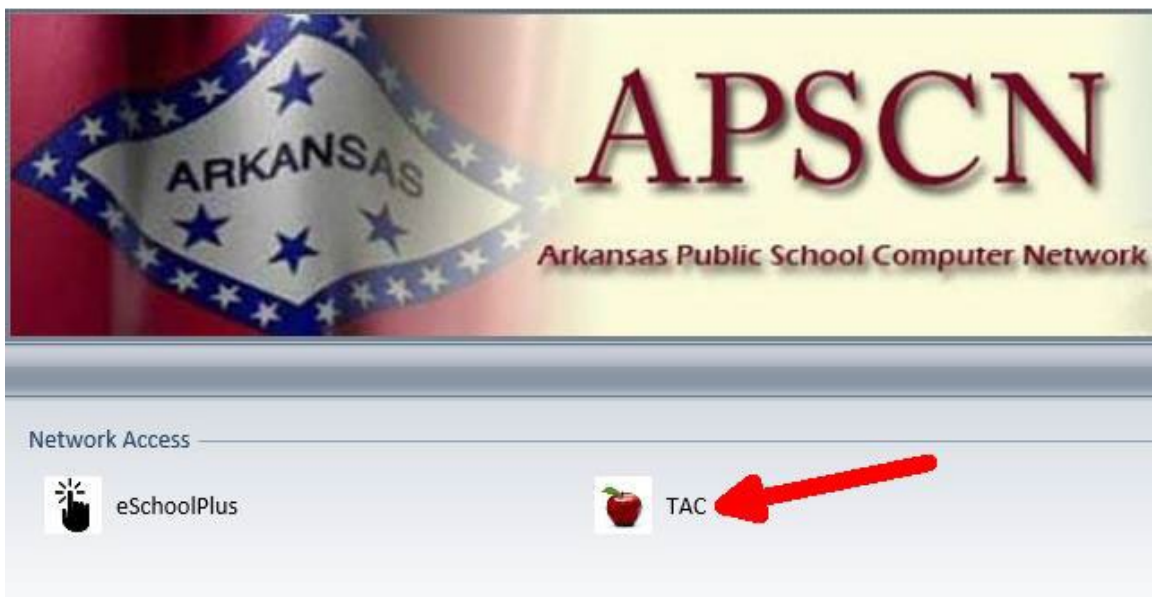 ARKANSAS
APSCN
Arkansas Public School Computer Network
Network Access
eSchoolPlus
TAC